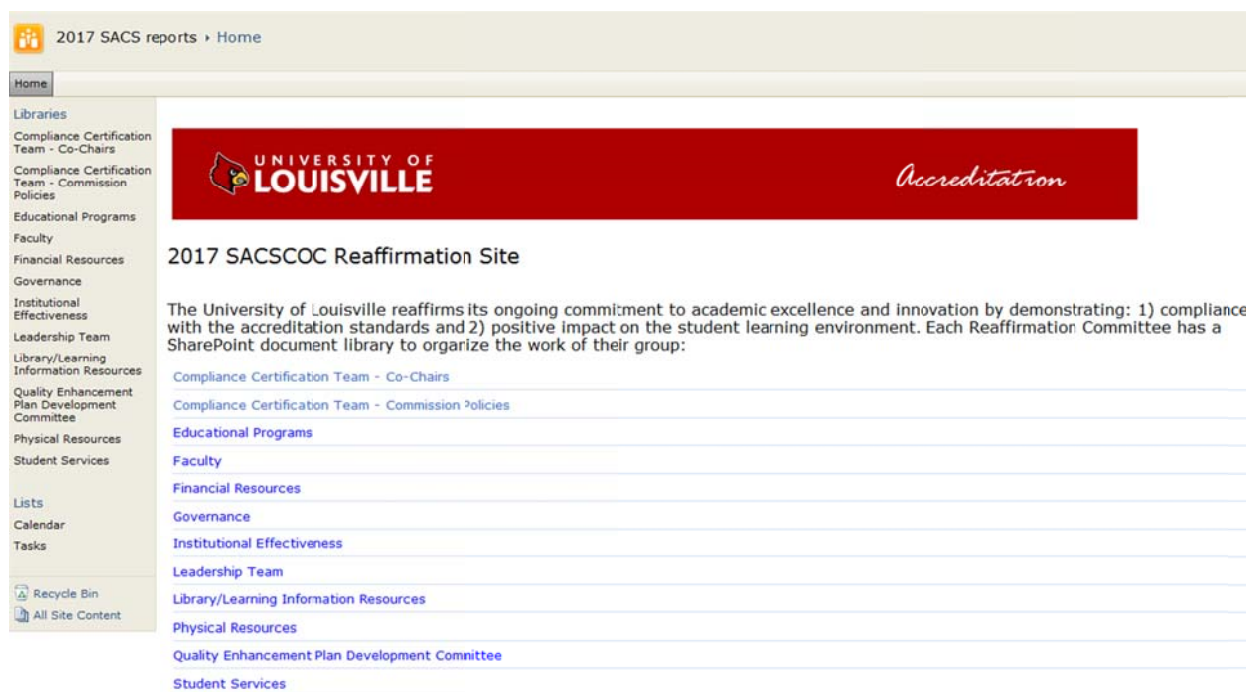 2017 SACS reports › Home
Home
Libraries
Compliance Certification
Team - Co-Chairs
Compliance Certification
Team - Commission
Policies
Educational Programs
Faculty
Financial Resources
Governance
Institutional
Effectiveness
Leadership Team
Library/Learning
Information Resources
Quality Enhancement
Plan Development
Committee
Physical Resources
Student Services
Lists
Calendar
Tasks
Recycle Bin
All Site Content
UNIVERSITY OF
LOUISVILLE
Accreditation
2017 SACSCOC Reaffirmation Site
The University of Louisville reaffirms its ongoing commitment to academic excellence and innovation by demonstrating: 1) compliance
with the accreditation standards and 2) positive impact on the student learning environment. Each Reaffirmation Committee has a
SharePoint document library to organize the work of their group:
Compliance Certification Team - Co-Chairs
Compliance Certification Team - Commission Policies
Educational Programs
Faculty
Financial Resources
Governance
Institutional Effectiveness
Leadership Team
Library/Learning Information Resources
Physical Resources
Quality Enhancement Plan Development Committee
Student Services